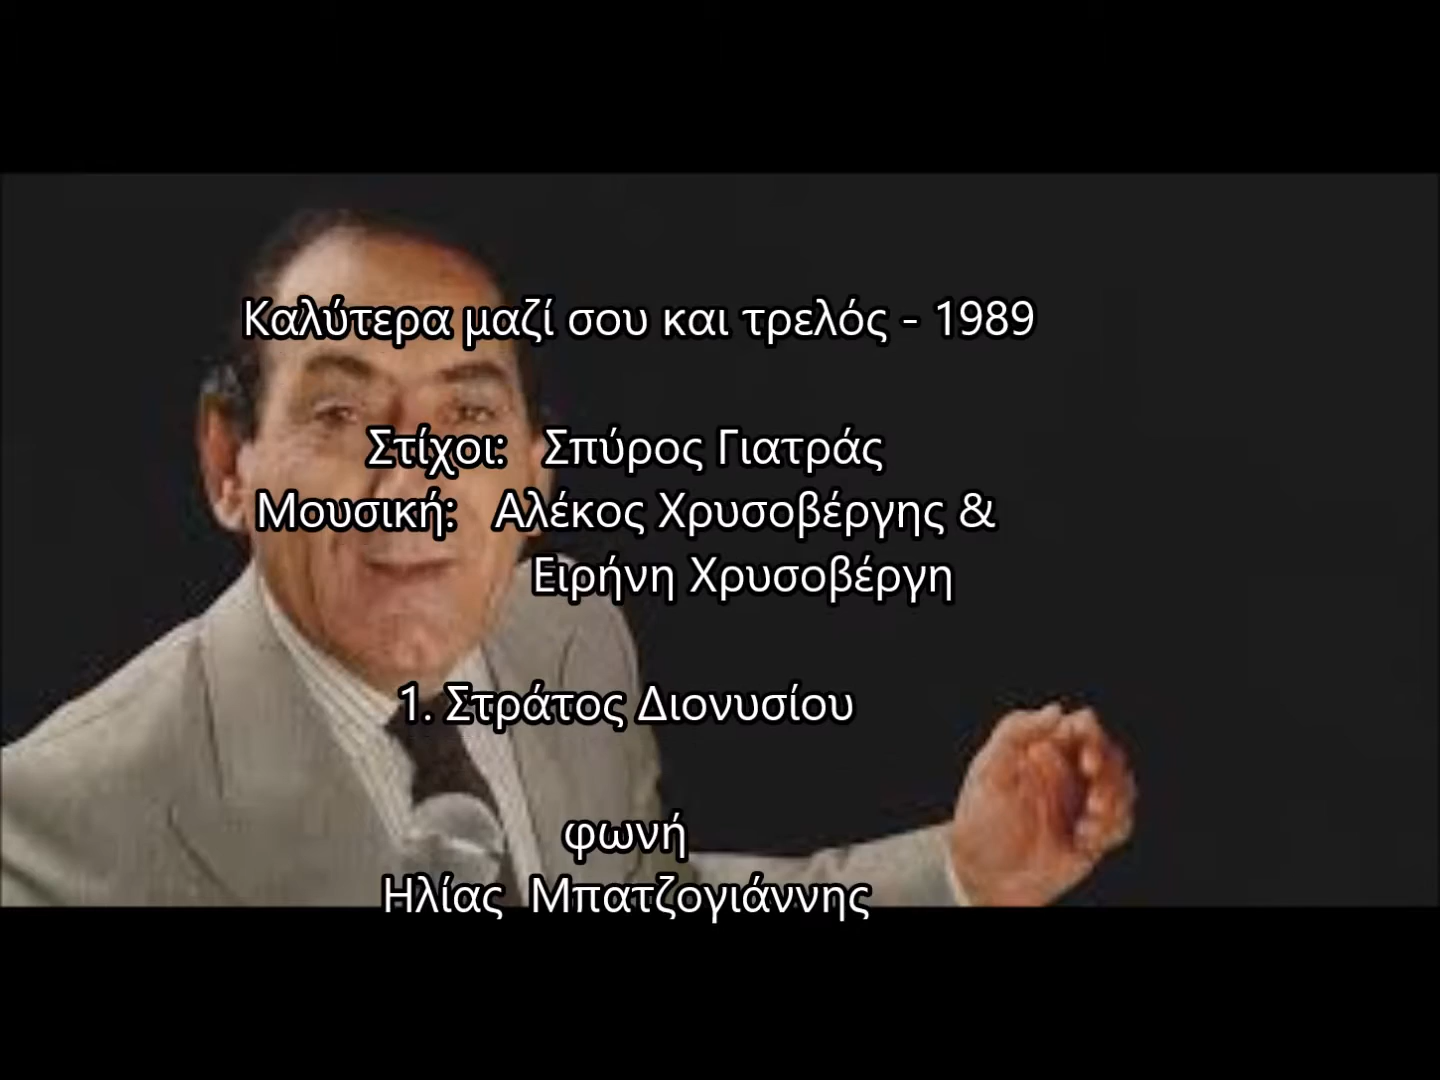 Καλύτερα μαζί σου και τρελός - 1989
Στίχοι: Σπύρος Γιατράς
Μουσική: Αλέκος Χρυσοβέργης &
Ειρήνη Χρυσοβέργη
1. Στράτος Διονυσίου
φωνή
Ηλίας Μπατζογιάννης